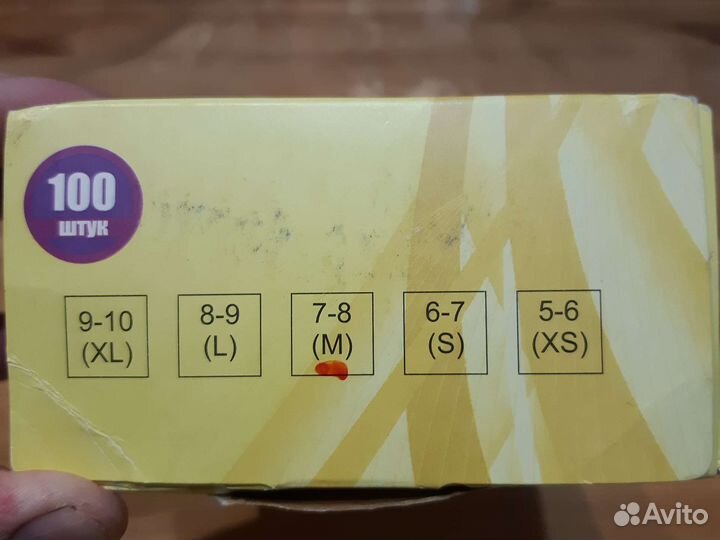 100
ШТУК
9-10
(XL)
8-9
(L)
7-8
(M)
6-7
(S)
5-6
(XS)
Avito